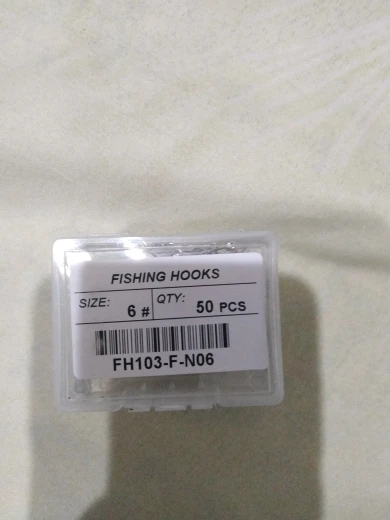 FISHING HOOKS
SIZE: 6 # QTY: 50 PCS
FH103-F-N06